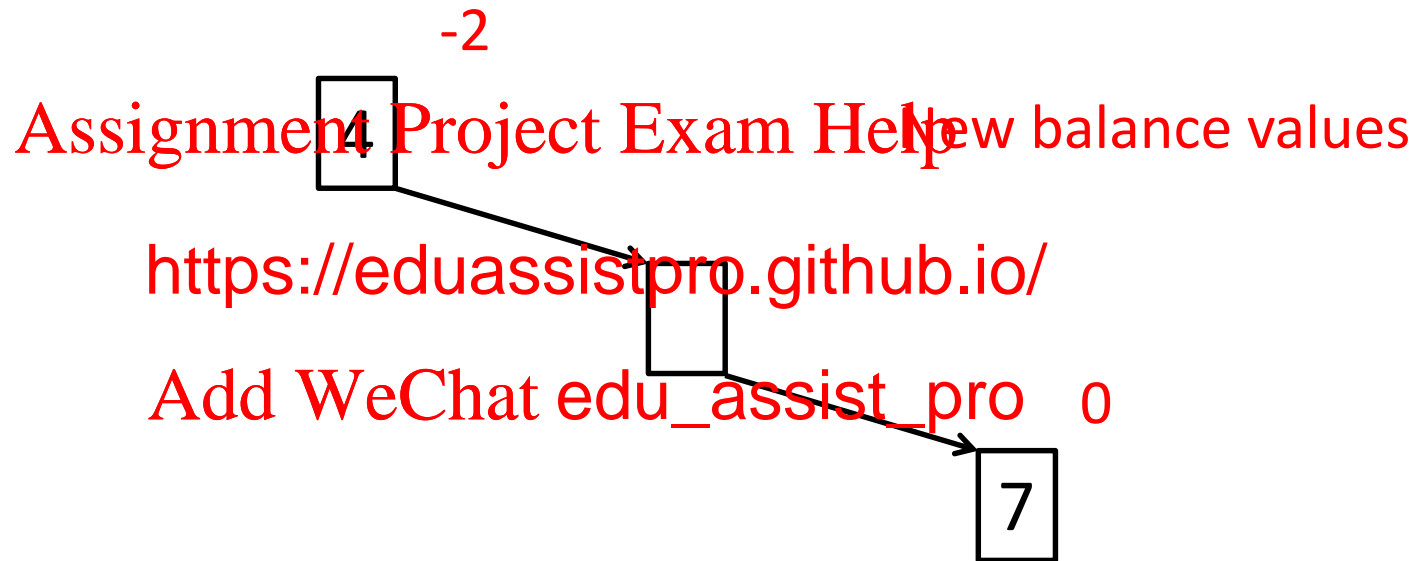 -2
Assignment Project Exam Help
4
New balance values
https://eduassistpro.github.io/
Add WeChat edu_assist_pro
0
7